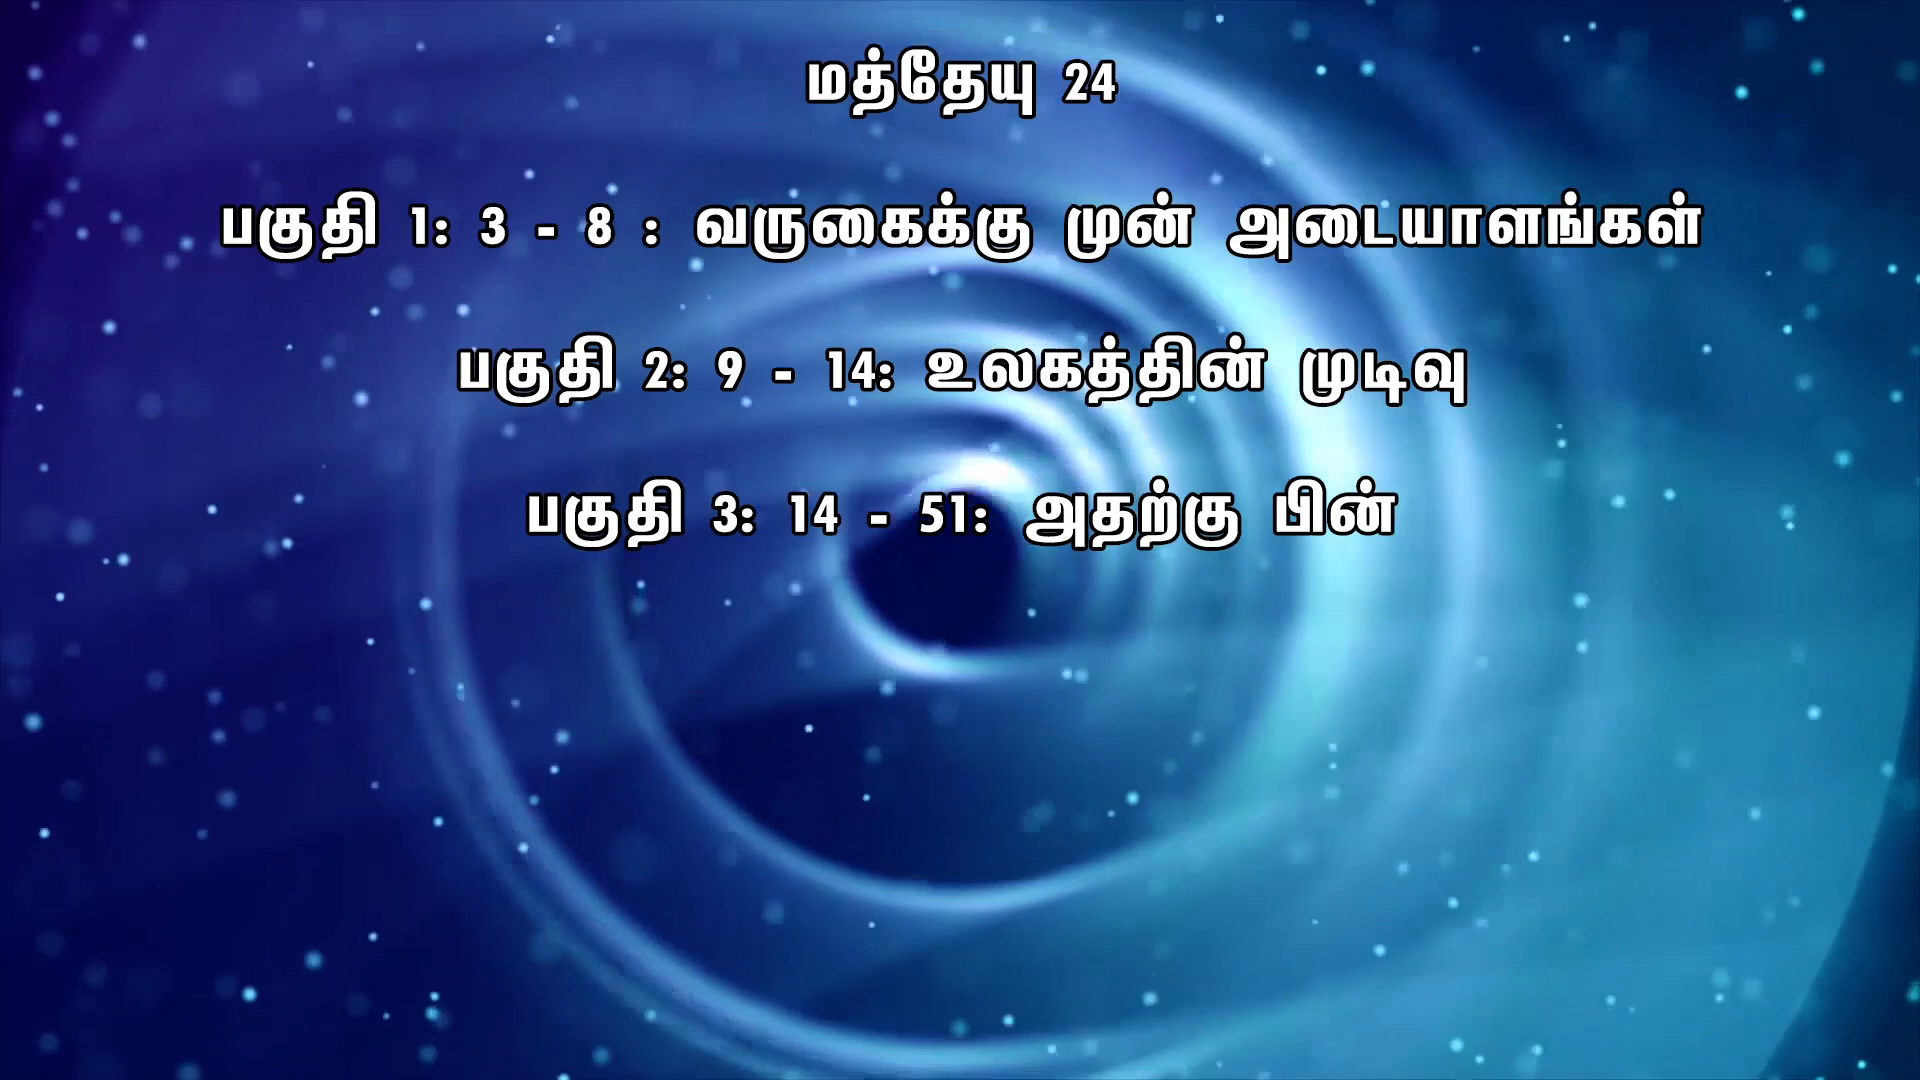 மத்தேயு 24
பகுதி 1: 3 - 8 : வருகைக்கு முன் அடையாளங்கள்
பகுதி 2: 9 - 14: உலகத்தின் முடிவு
பகுதி 3: 14 - 51: அதற்கு பின்